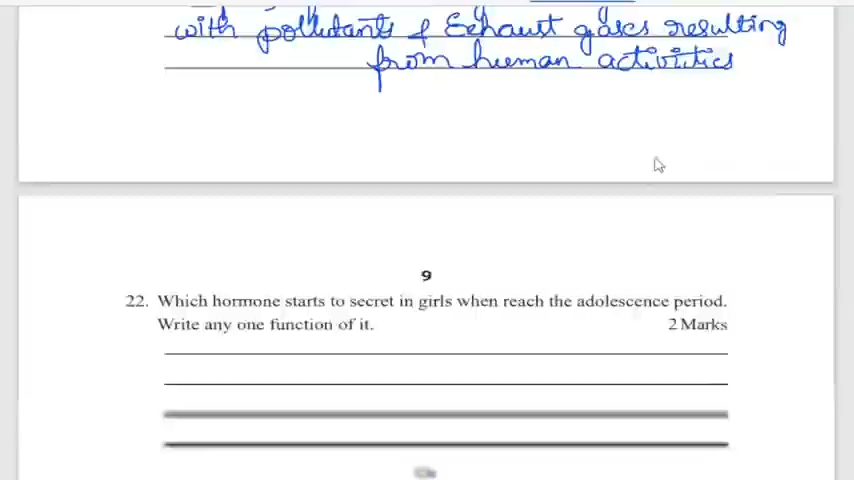 with pollutants & Exhaust gases resulting
from human activities
9
22. Which hormone starts to secret in girls when reach the adolescence period.
Write any one function of it. 2 Marks